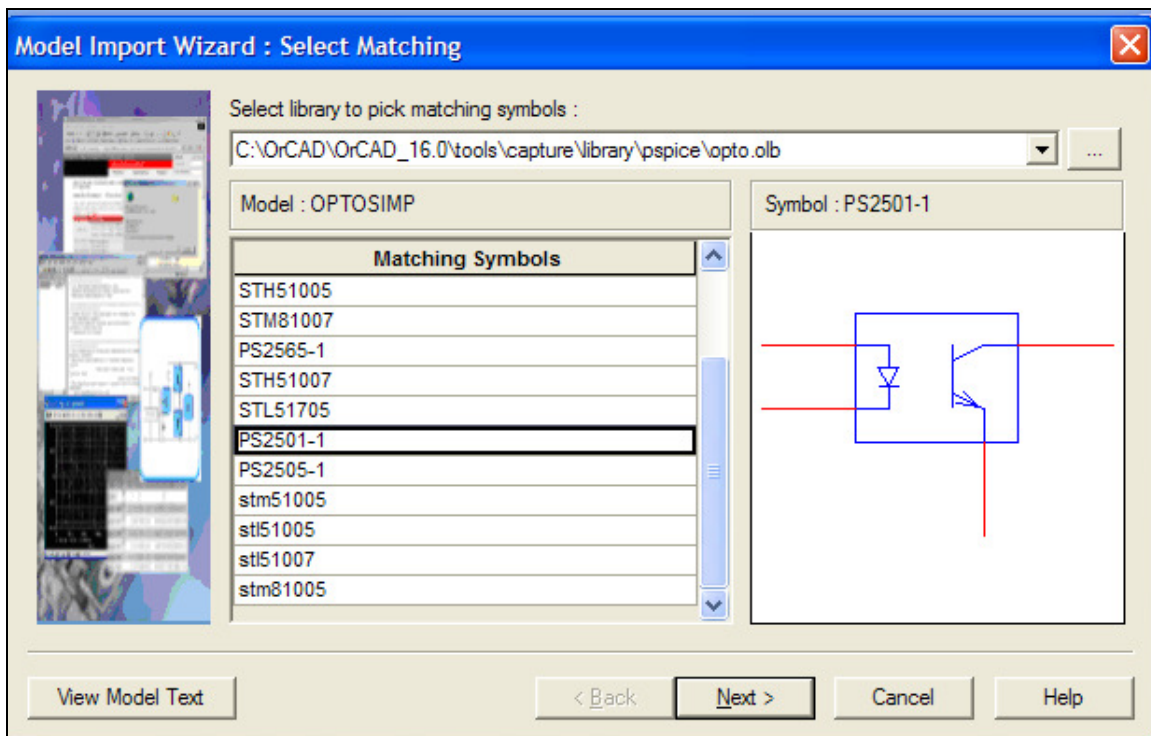 Model Import Wizard : Select Matching
Select library to pick matching symbols :
C:\OrCAD\OrCAD_16.0\tools\capture\library\pspice\opto.olb
...
Model : OPTOSIMP
Symbol : PS2501-1
Matching Symbols
STH51005
STM81007
PS2565-1
STH51007
STL51705
PS2501-1
PS2505-1
stm51005
stl51005
stl51007
stm81005
View Model Text
< Back
Next >
Cancel
Help